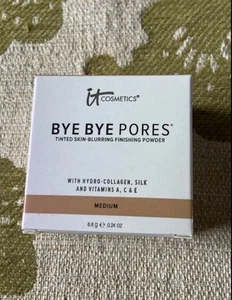 it COSMETICS®
BYE BYE PORES®
TINTED SKIN-BLURRING FINISHING POWDER
WITH HYDRO-COLLAGEN, SILK
AND VITAMINS A, C & E
MEDIUM
6.8 g ℮ 0.24 OZ